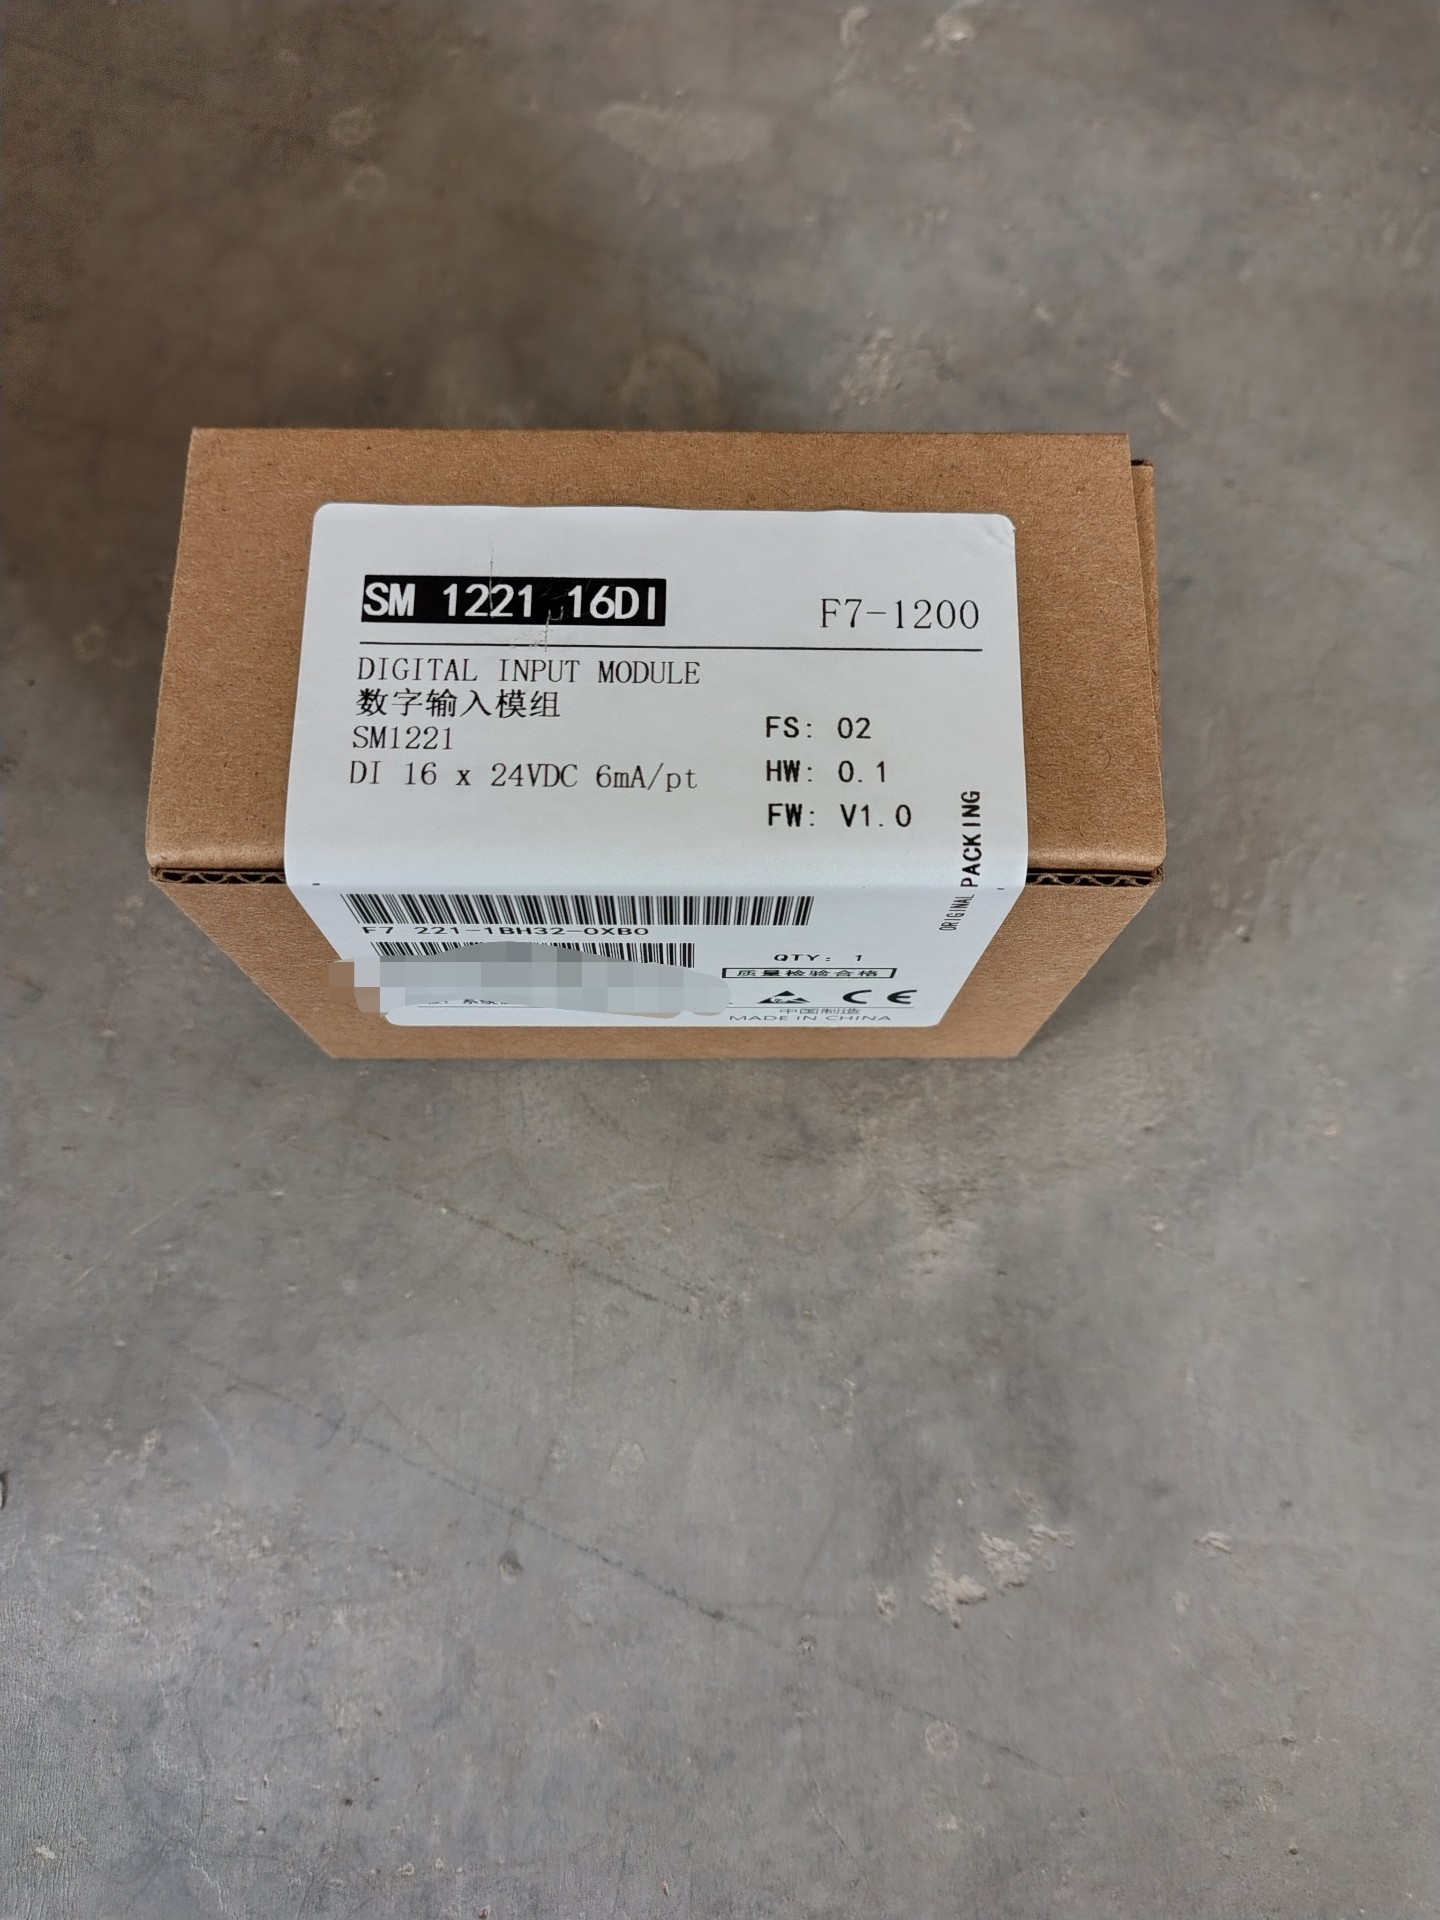 SM 1221 16DI
F7-1200
DIGITAL INPUT MODULE
数字输入模组
SM1221
DI 16 x 24VDC 6mA/pt
FS: 02
HW: 0.1
FW: V1.0
ORIGINAL PACKING
F7 221-1BH32-0XB0
QTY: 1
质量检验合格
CE
系统
中国制造
MADE IN CHINA